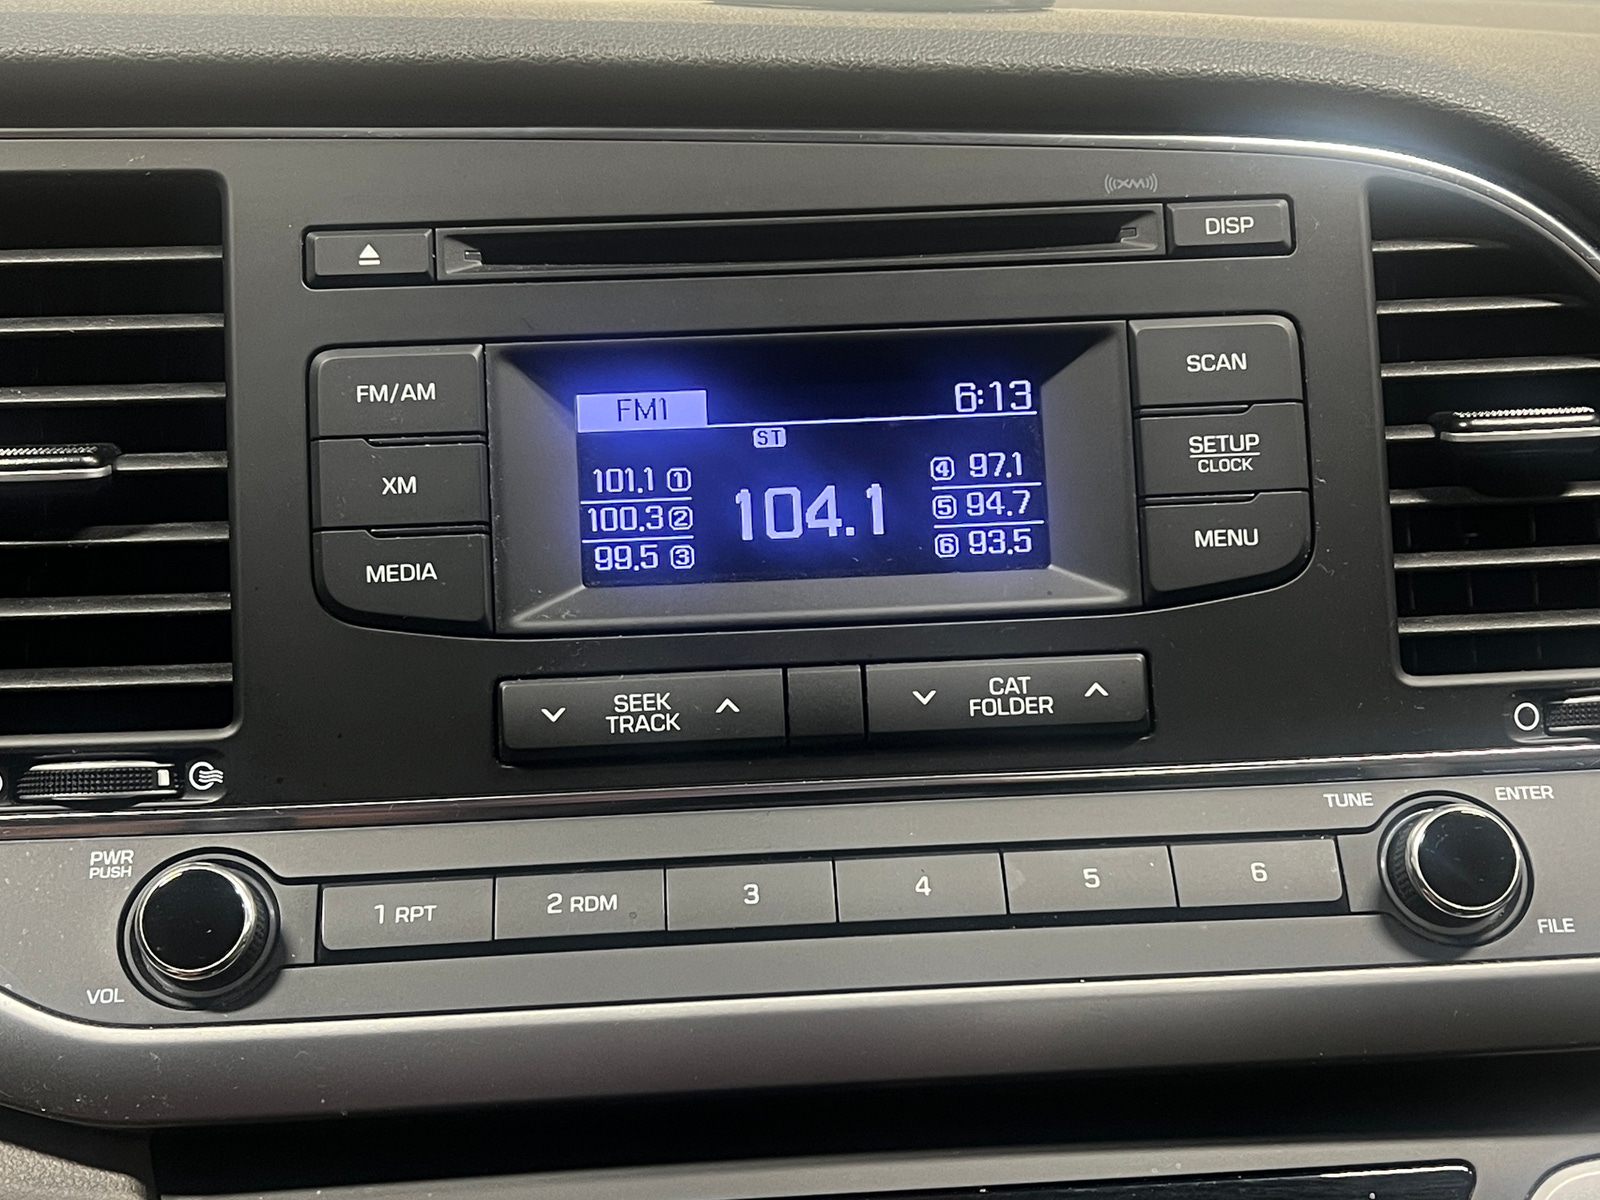 ((XM))
DISP
FM/AM
XM
MEDIA
FM1
6:13
ST
101.1 1
100.3 2
99.5 3
104.1
4 97.1
5 94.7
6 93.5
SCAN
SETUP
CLOCK
MENU
SEEK
TRACK
CAT
FOLDER
PWR
PUSH
VOL
1 RPT
2 RDM
3
4
5
6
TUNE
ENTER
FILE